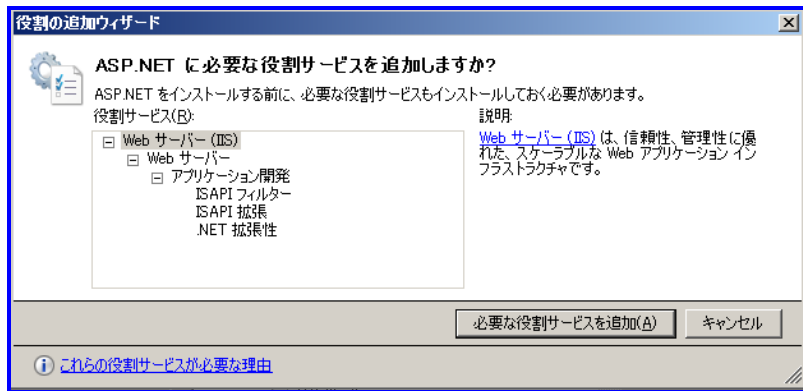 役割の追加ウィザード
ASP.NET に必要な役割サービスを追加しますか?
ASP.NET をインストールする前に、必要な役割サービスもインストールしておく必要があります。
役割サービス(R):
Web サーバー (IIS)
Web サーバー
アプリケーション開発
ISAPI フィルター
ISAPI 拡張
.NET 拡張性
説明:
Web サーバー (IIS) は、信頼性、管理性に優
れた、スケーラブルな Web アプリケーション イン
フラストラクチャです。
必要な役割サービスを追加(A)
キャンセル
これらの役割サービスが必要な理由